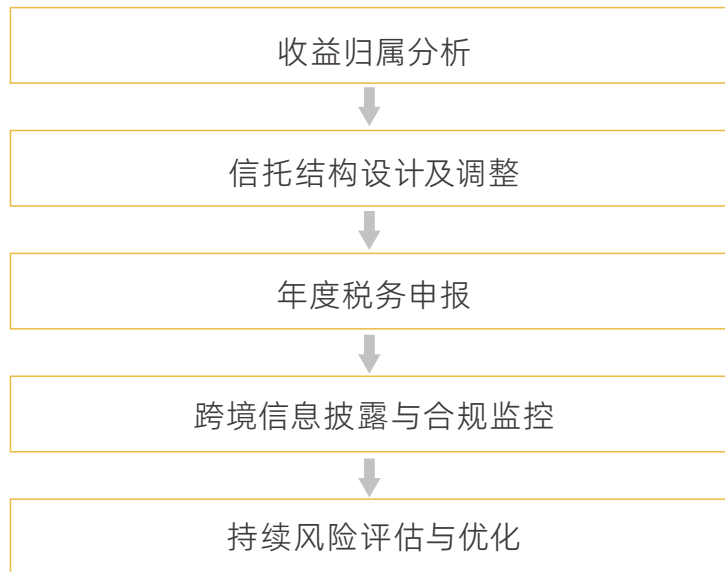 收益归属分析
信托结构设计及调整
年度税务申报
跨境信息披露与合规监控
持续风险评估与优化